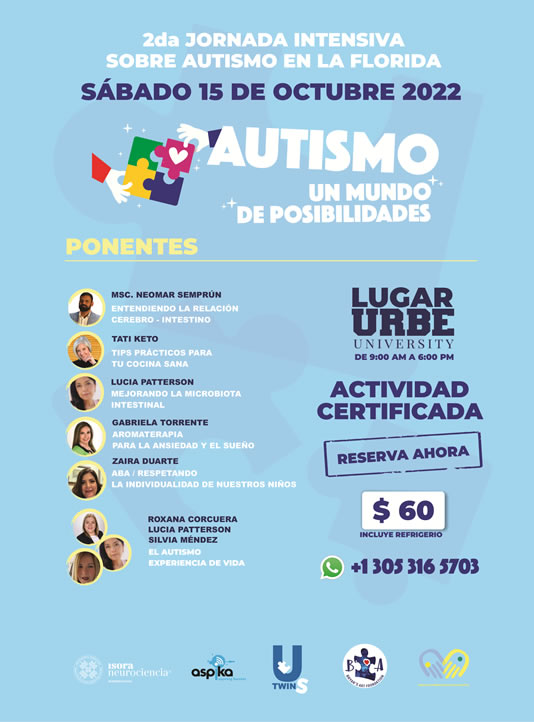 2da JORNADA INTENSIVA
SOBRE AUTISMO EN LA FLORIDA
SÁBADO 15 DE OCTUBRE 2022
AUTISMO
UN MUNDO
DE POSIBILIDADES
PONENTES
MSC. NEOMAR SEMPRÚN
ENTENDIENDO LA RELACIÓN
CEREBRO - INTESTINO
TATI KETO
TIPS PRÁCTICOS PARA
TU COCINA SANA
LUCIA PATTERSON
MEJORANDO LA MICROBIOTA
INTESTINAL
GABRIELA TORRENTE
AROMATERAPIA
PARA LA ANSIEDAD Y EL SUEÑO
ZAIRA DUARTE
ABA / RESPETANDO
LA INDIVIDUALIDAD DE NUESTROS NIÑOS
ROXANA CORCUERA
LUCIA PATTERSON
SILVIA MÉNDEZ
EL AUTISMO
EXPERIENCIA DE VIDA
LUGAR
URBE
UNIVERSITY
DE 9:00 AM A 6:00 PM
ACTIVIDAD
CERTIFICADA
RESERVA AHORA
$ 60
INCLUYE REFRIGERIO
+1 305 316 5703
isora
neurociencia
aspika
U
TWINS
B A